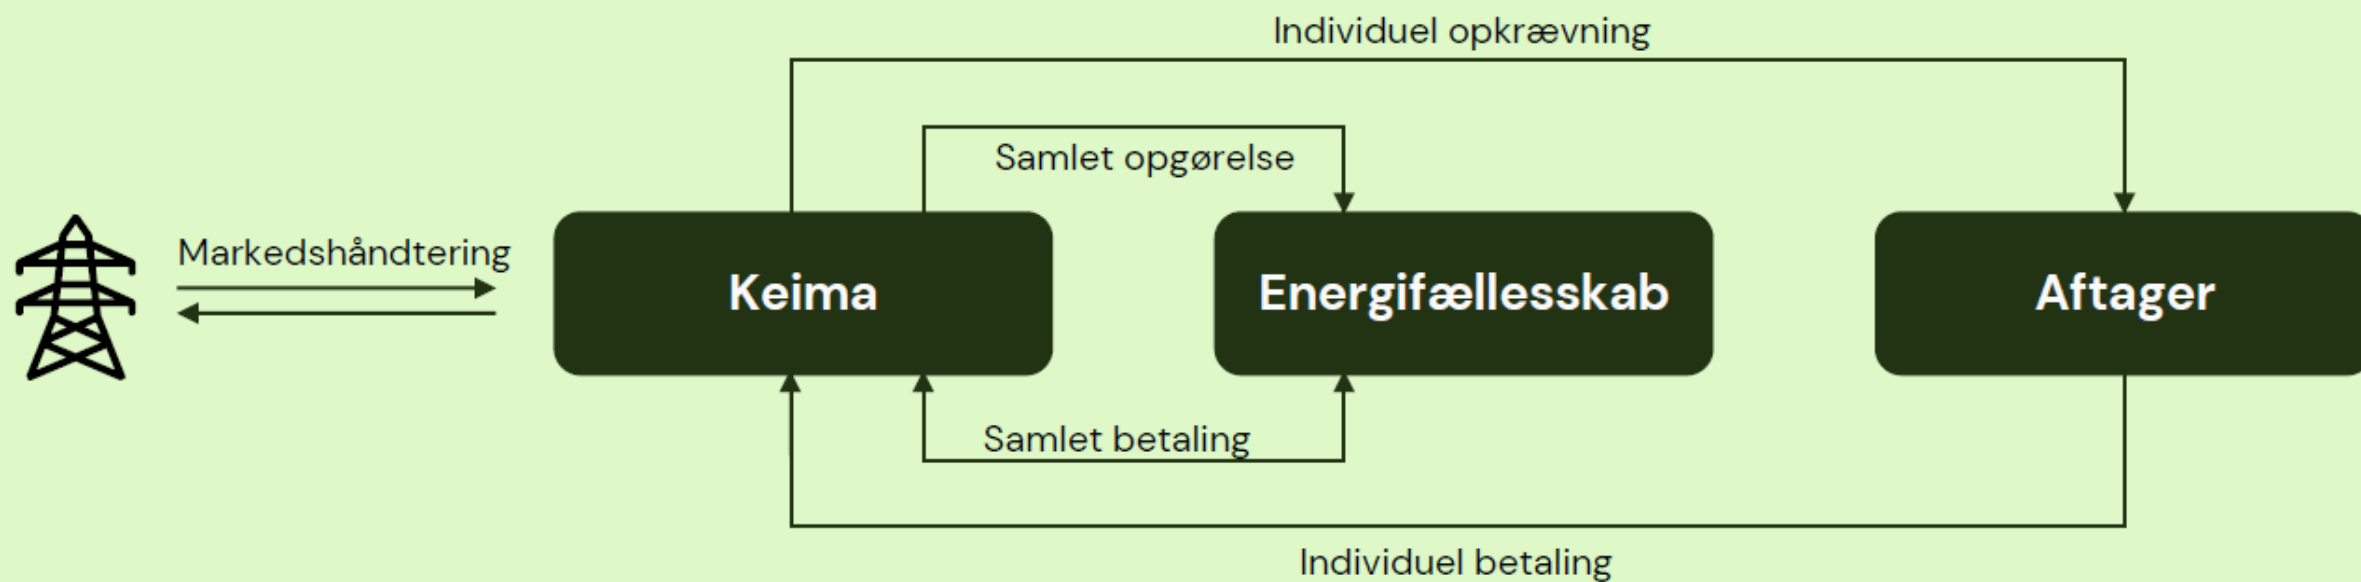 Individuel opkrævning
Samlet opgørelse
Markedshåndtering
Keima
Energifællesskab
Aftager
Samlet betaling
Individuel betaling